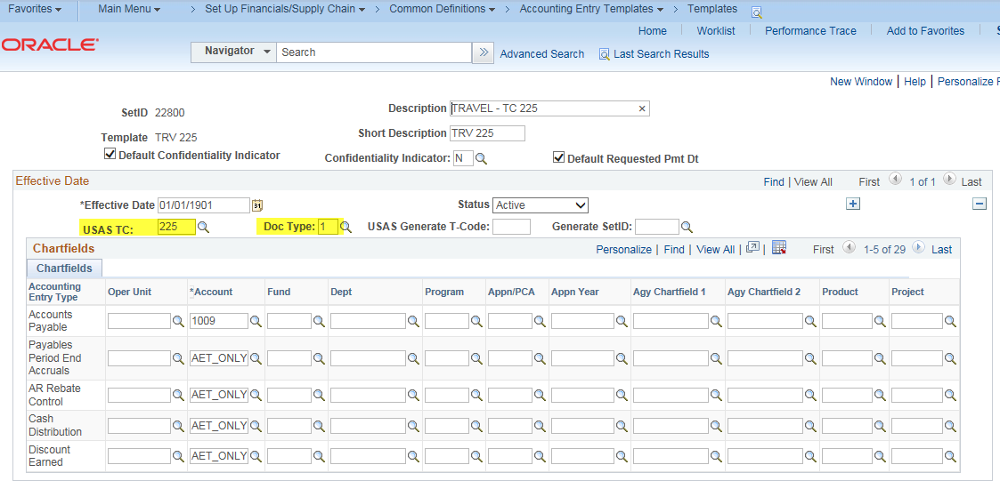 Favorites Main Menu > Set Up Financials/Supply Chain > Common Definitions > Accounting Entry Templates > Templates
Home Worklist Performance Trace Add to Favorites
ORACLE
Navigator Search Advanced Search Last Search Results
New Window | Help | Personalize
SetID 22800 Description TRAVEL - TC 225 ×
Template TRV 225 Short Description TRV 225
Default Confidentiality Indicator Confidentiality Indicator: N Default Requested Pmt Dt
Effective Date Find | View All First 1 of 1 Last
*Effective Date 01/01/1901 31 Status Active
USAS TC: 225 Doc Type: 1 USAS Generate T-Code: Generate SetID:
Chartfields Personalize | Find | View All | First 1-5 of 29 Last
Chartfields
Accounting Entry Type Oper Unit *Account Fund Dept Program Appn/PCA Appn Year Agy Chartfield 1 Agy Chartfield 2 Product Project
Accounts Payable 1009
Payables Period End Accruals AET_ONLY
AR Rebate Control AET_ONLY
Cash Distribution AET_ONLY
Discount Earned AET_ONLY